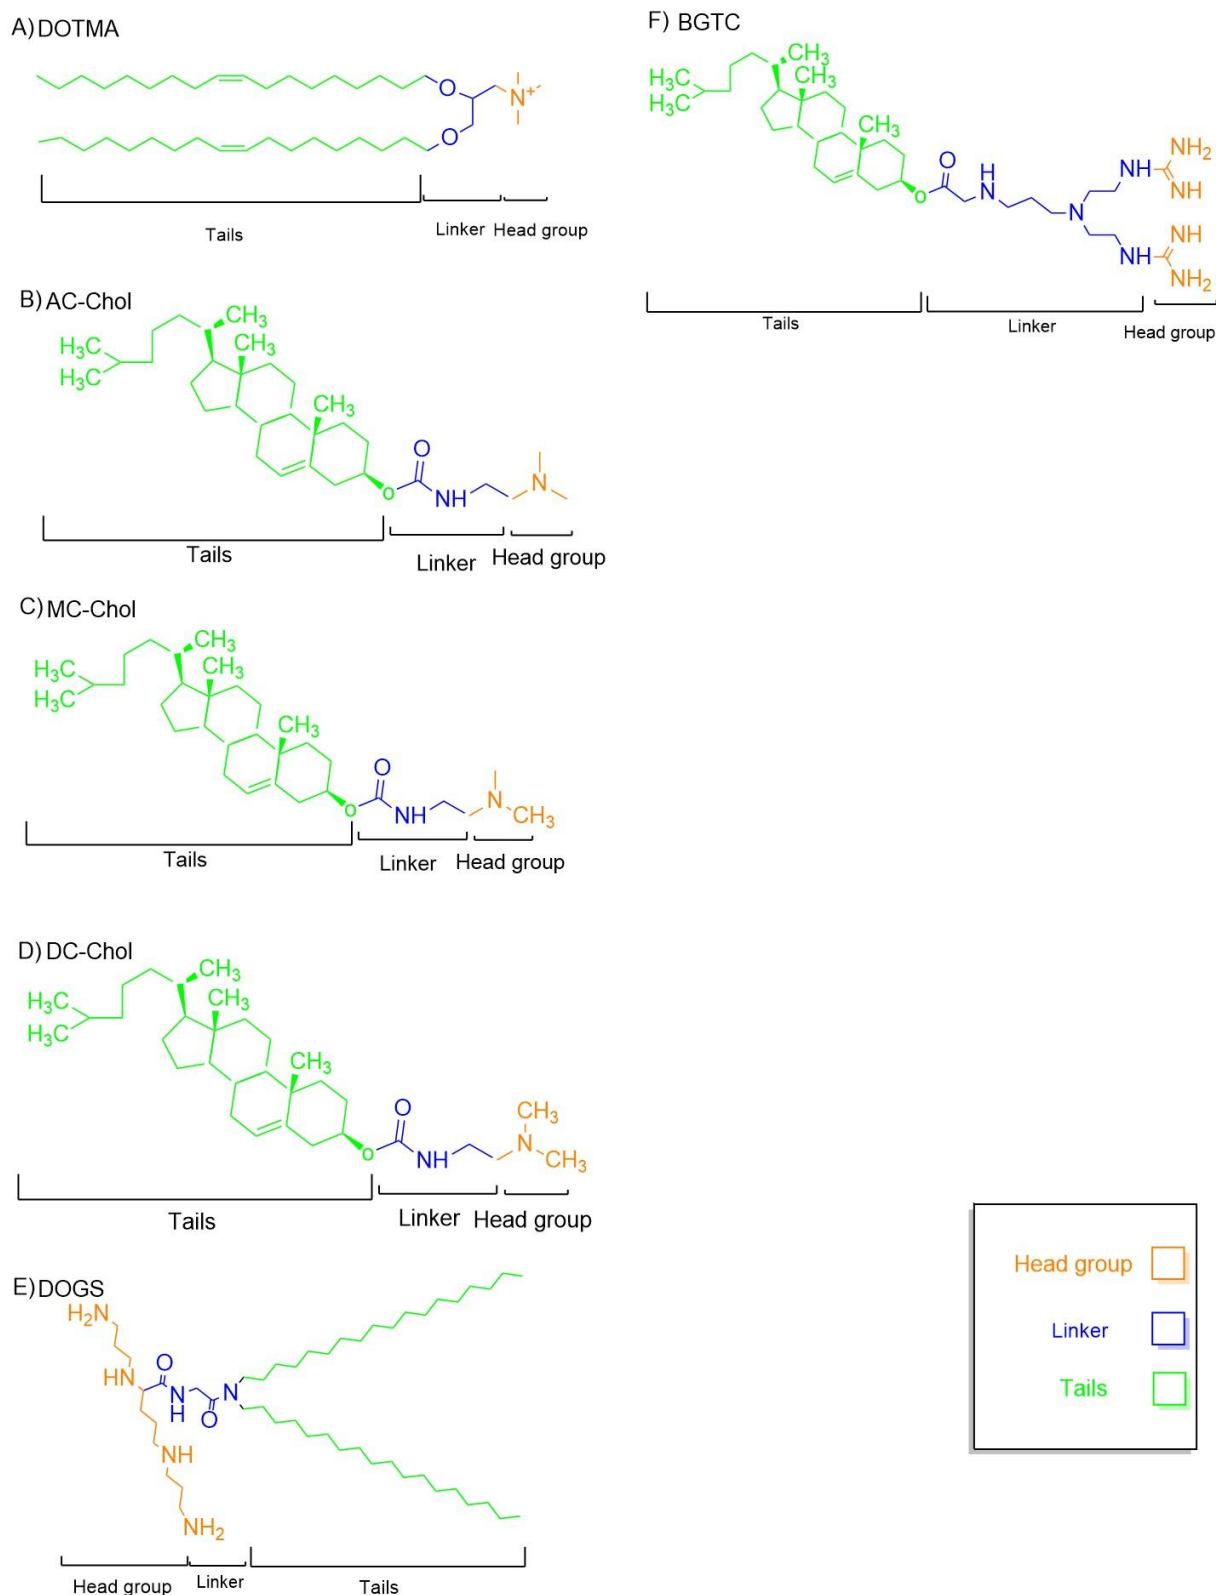 A) DOTMA
O
N+
O
Tails
Linker
Head group
B) AC-Chol
CH3
H3C
CH3
H3C
CH3
O
N
O
NH
Tails
Linker
Head group
C) MC-Chol
CH3
H3C
CH3
H3C
CH3
O
N
O
NH
CH3
Tails
Linker
Head group
D) DC-Chol
CH3
H3C
CH3
H3C
CH3
O
CH3
N
O
NH
CH3
Tails
Linker
Head group
E) DOGS
H2N
O
HN
N
H
N
O
NH
NH2
Head group
Linker
Tails
F) BGTC
CH3
H3C
CH3
H3C
CH3
NH2
O
H
N
NH
NH
O
N
NH
NH
NH2
Tails
Linker
Head group
Head group
Linker
Tails